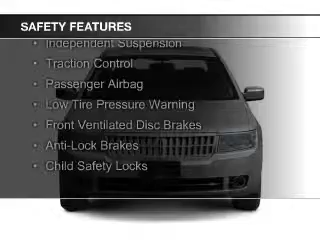 SAFETY FEATURES
• Independent Suspension
• Traction Control
• Passenger Airbag
• Low Tire Pressure Warning
• Front Ventilated Disc Brakes
• Anti-Lock Brakes
• Child Safety Locks